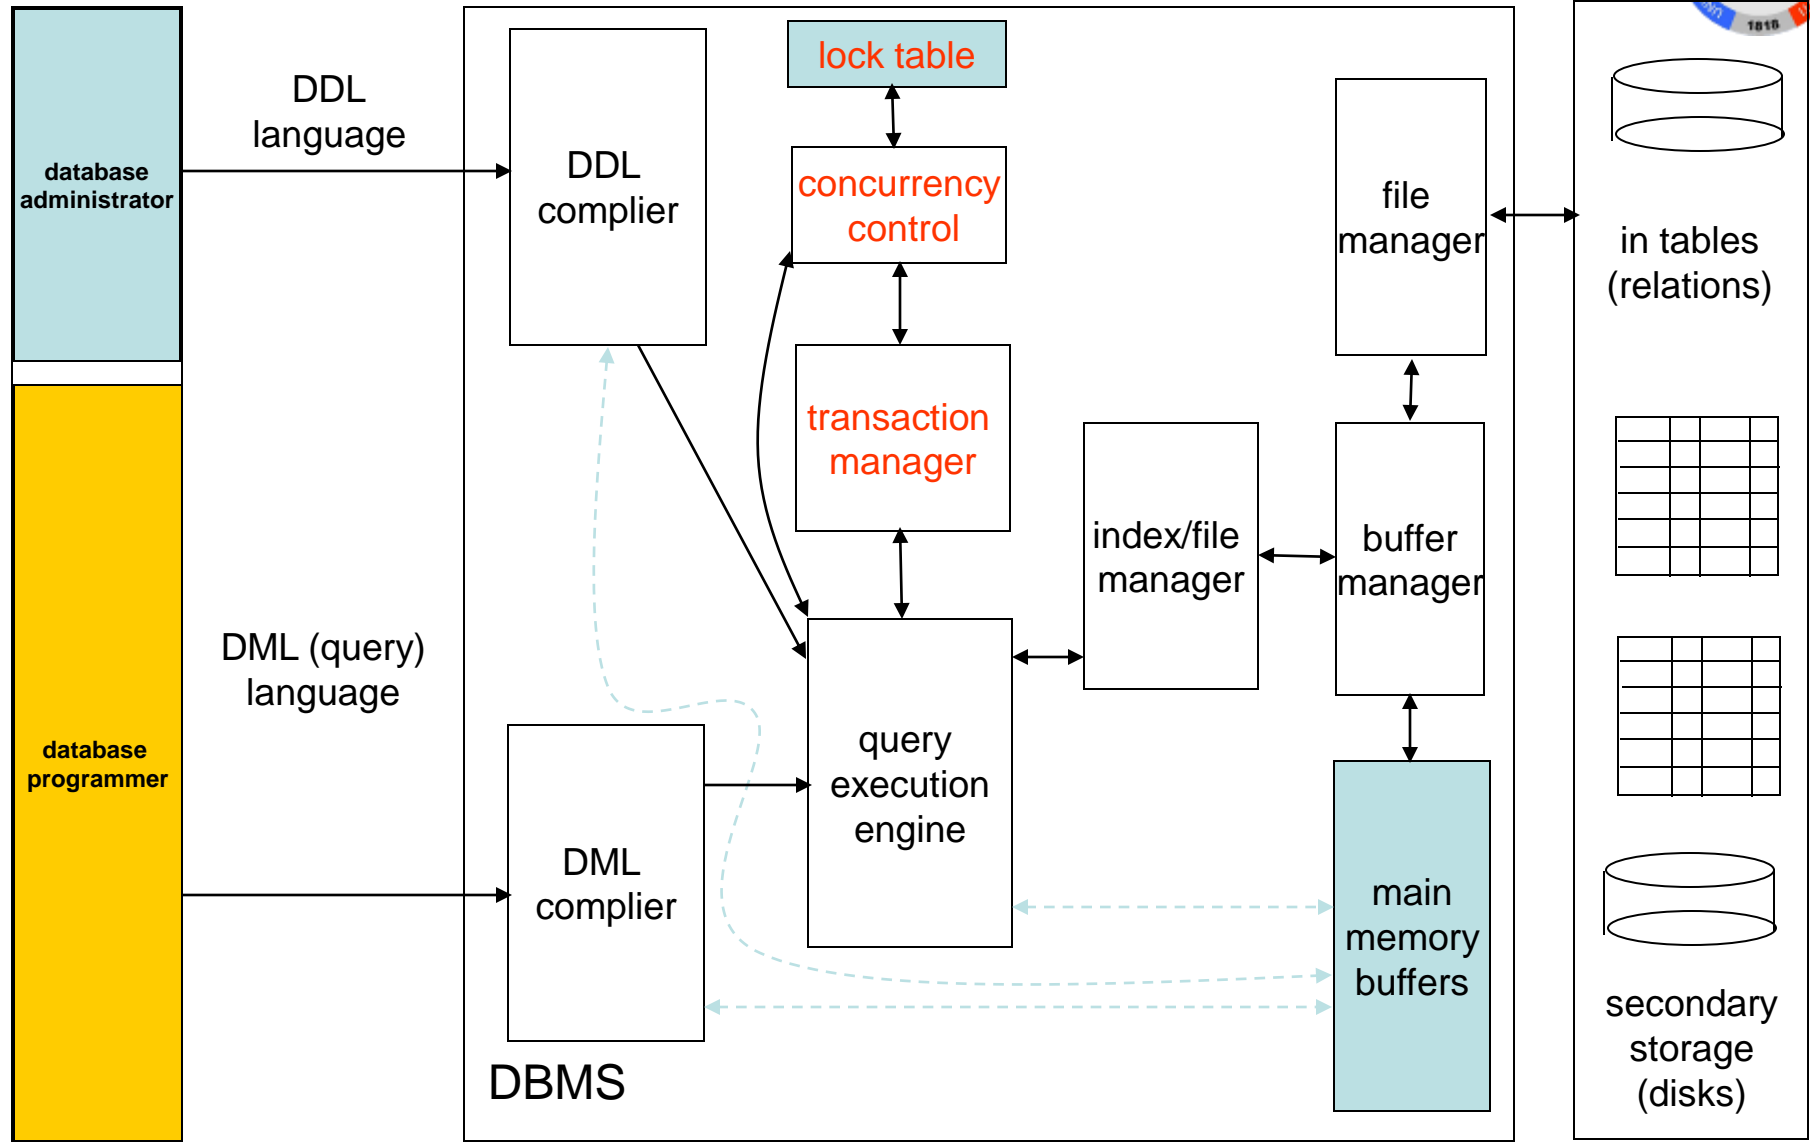 database
administrator
DDL
language
DDL
complier
lock table
concurrency
control
transaction
manager
file
manager
1818
in tables
(relations)
index/file
manager
buffer
manager
DML (query)
language
database
programmer
query
execution
engine
DML
complier
main
memory
buffers
secondary
storage
(disks)
DBMS